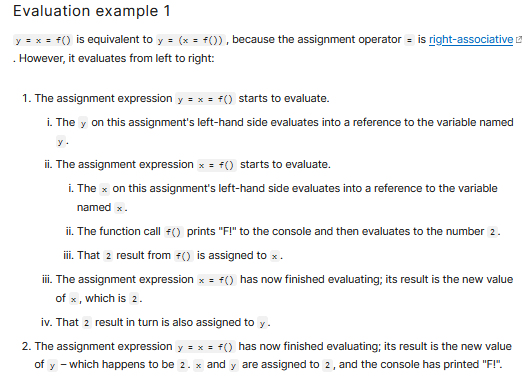 Evaluation example 1
y = x = f() is equivalent to y = (x = f()), because the assignment operator = is right-associative
. However, it evaluates from left to right:
1. The assignment expression y = x = f() starts to evaluate.
i. The y on this assignment's left-hand side evaluates into a reference to the variable named
y.
ii. The assignment expression x = f() starts to evaluate.
i. The x on this assignment's left-hand side evaluates into a reference to the variable
named x.
ii. The function call f() prints "F!" to the console and then evaluates to the number 2.
iii. That 2 result from f() is assigned to x.
iii. The assignment expression x = f() has now finished evaluating; its result is the new value
of x, which is 2.
iv. That 2 result in turn is also assigned to y.
2. The assignment expression y = x = f() has now finished evaluating; its result is the new value
of y – which happens to be 2. x and y are assigned to 2, and the console has printed "F!".